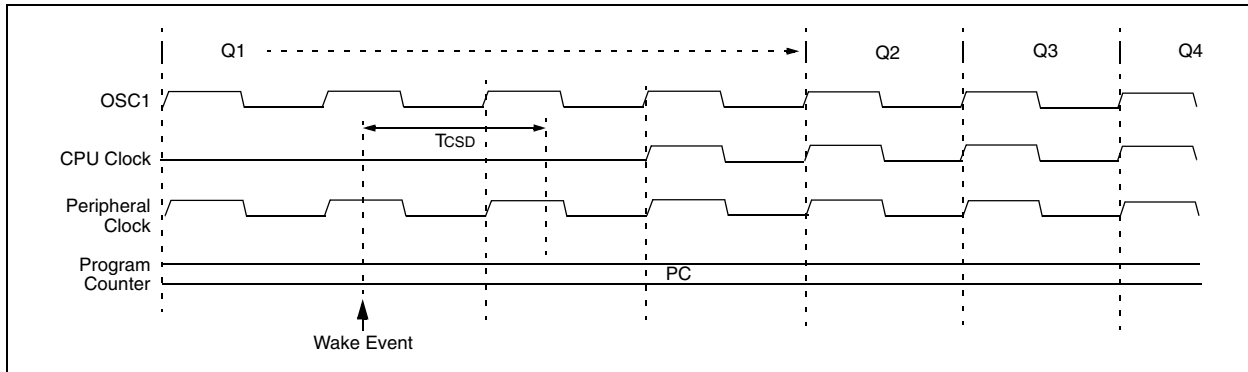 Q1
Q2
Q3
Q4
OSC1
TCSD
CPU Clock
Peripheral
Clock
Program
Counter
PC
Wake Event